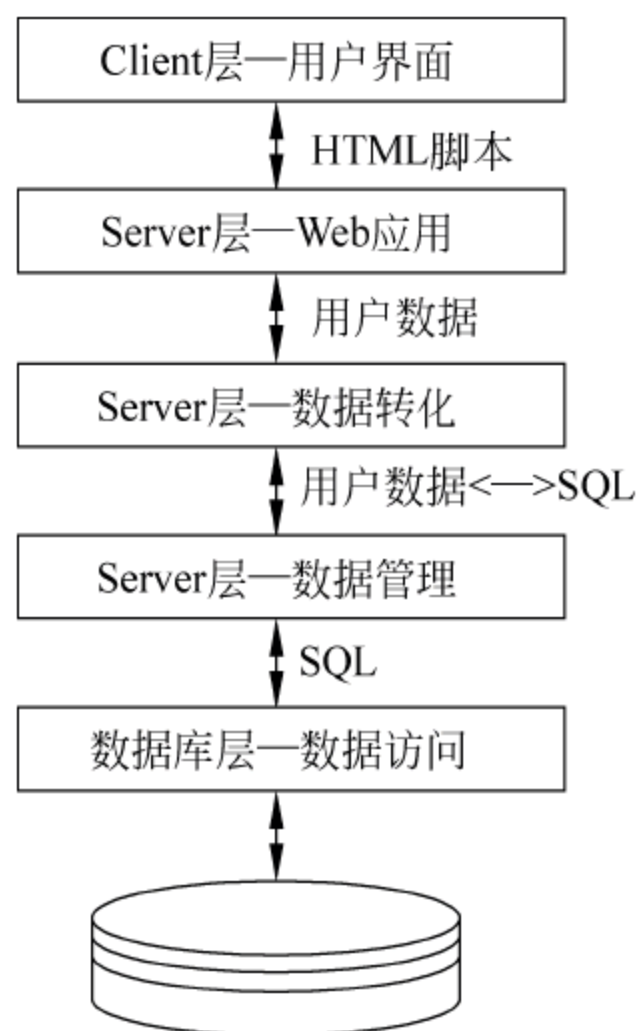 Client层—用户界面
HTML脚本
Server层—Web应用
用户数据
Server层—数据转化
用户数据<—>SQL
Server层—数据管理
SQL
数据库层—数据访问